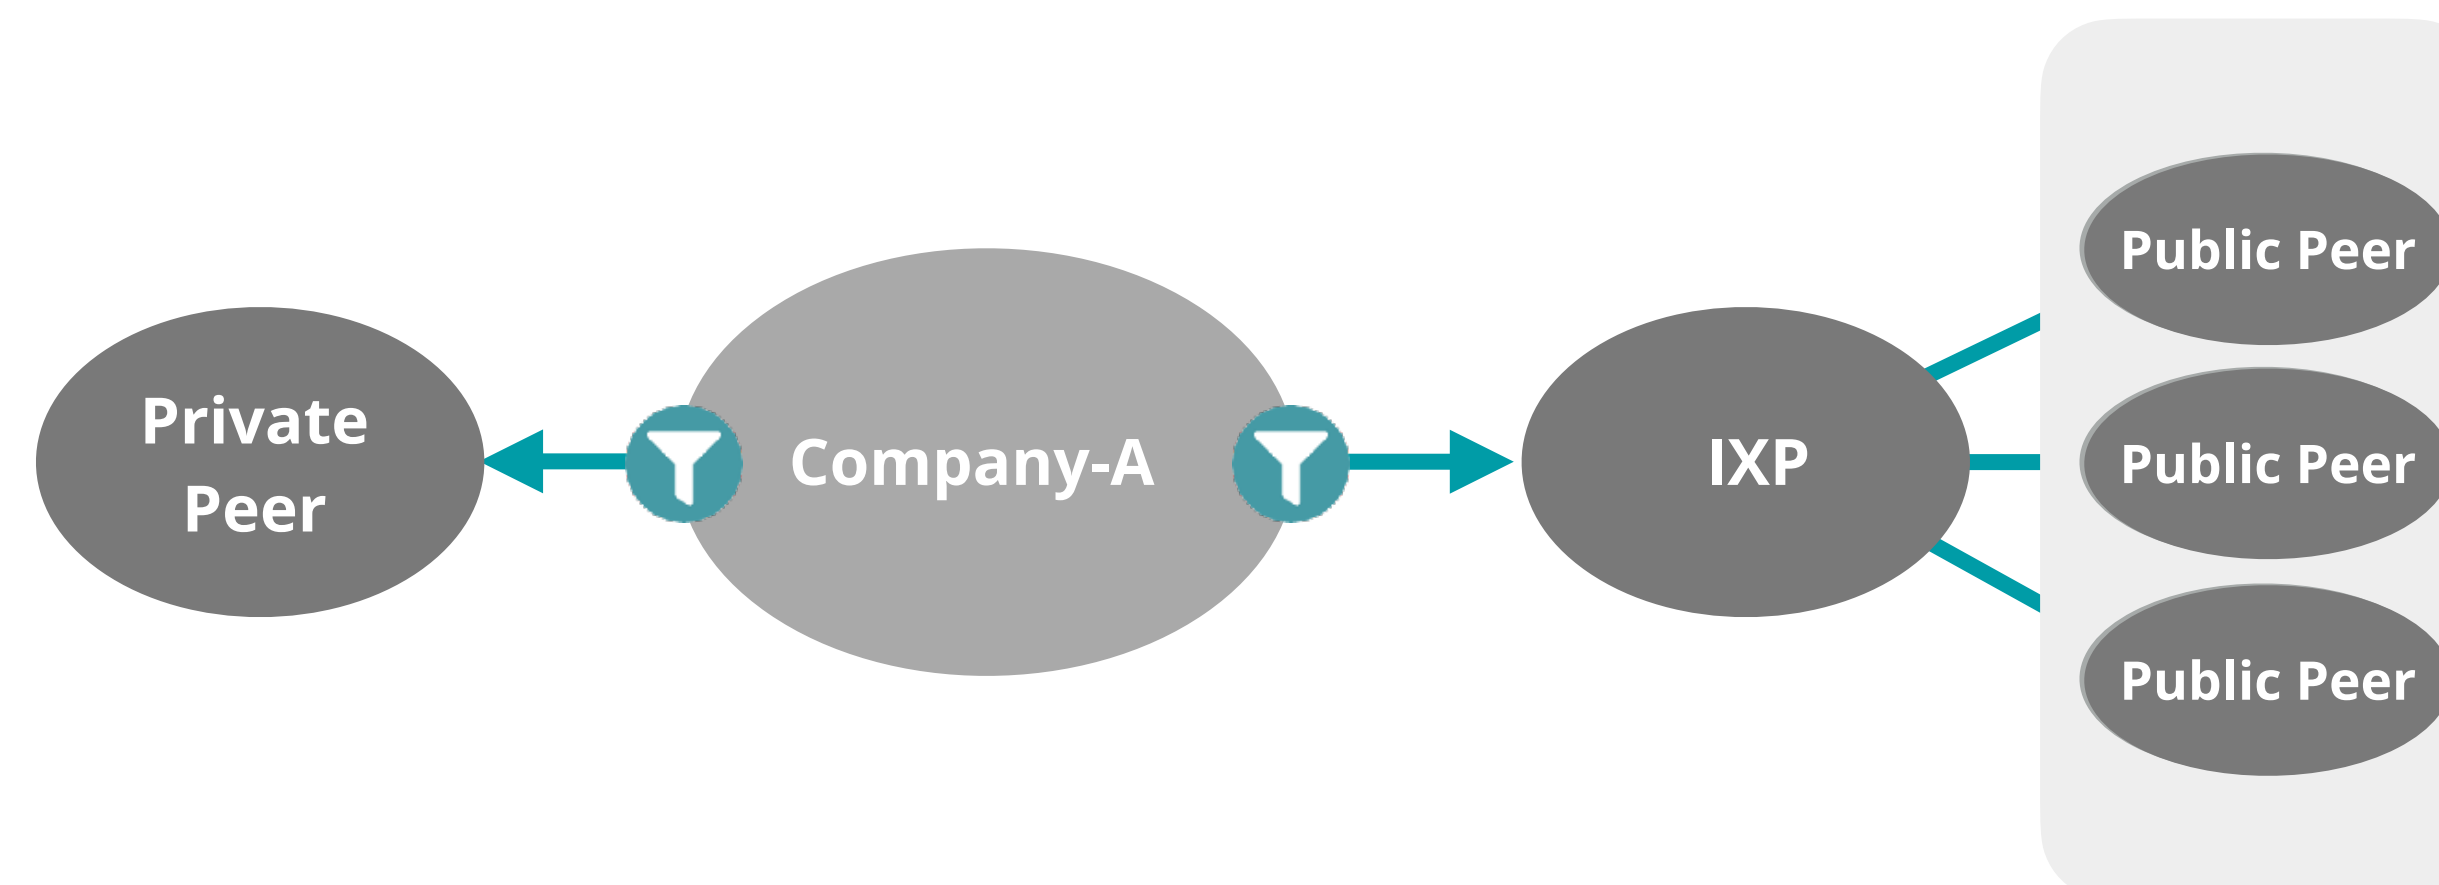 Private
Peer
Company-A
IXP
Public Peer
Public Peer
Public Peer